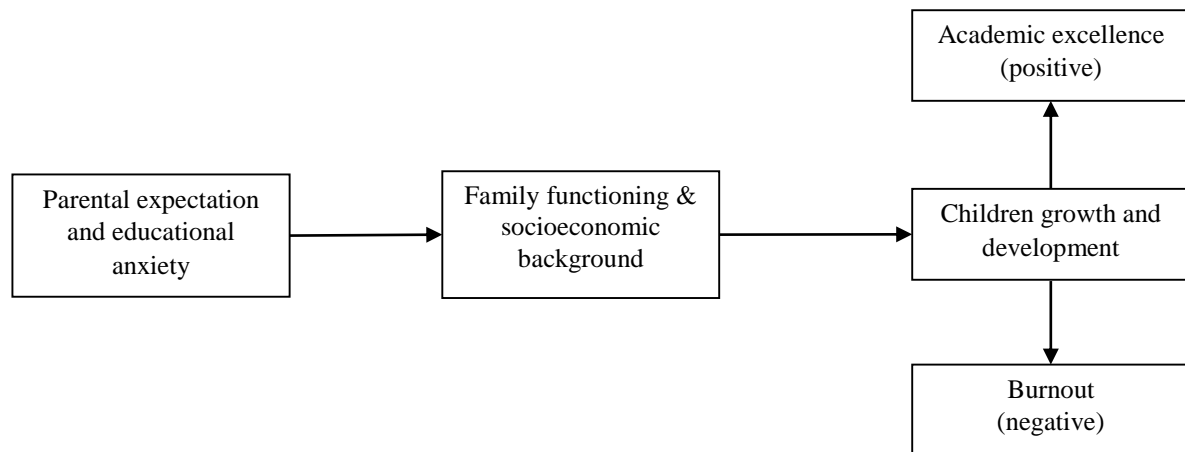 Academic excellence
(positive)
Parental expectation
and educational
anxiety
Family functioning &
socioeconomic
background
Children growth and
development
Burnout
(negative)